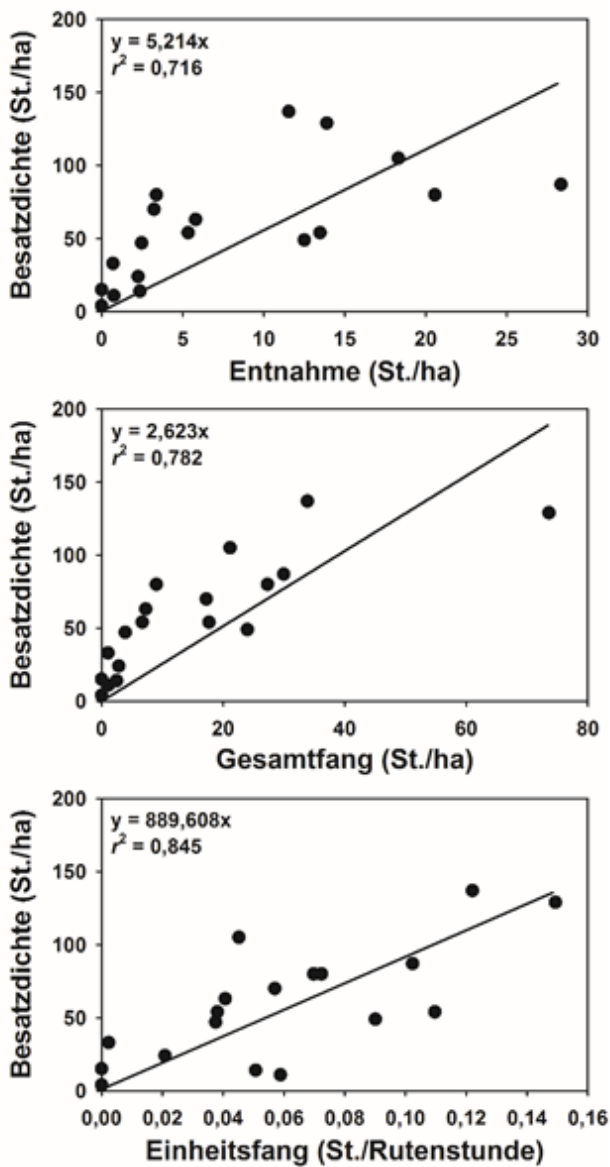 y = 5,214x
r² = 0,716
Besatzdichte (St./ha)
200
150
100
50
0
0 5 10 15 20 25 30
Entnahme (St./ha)
y = 2,623x
r² = 0,782
Besatzdichte (St./ha)
200
150
100
50
0
0 20 40 60 80
Gesamtfang (St./ha)
y = 889,608x
r² = 0,845
Besatzdichte (St./ha)
200
150
100
50
0
0,00 0,02 0,04 0,06 0,08 0,10 0,12 0,14 0,16
Einheitsfang (St./Rutenstunde)